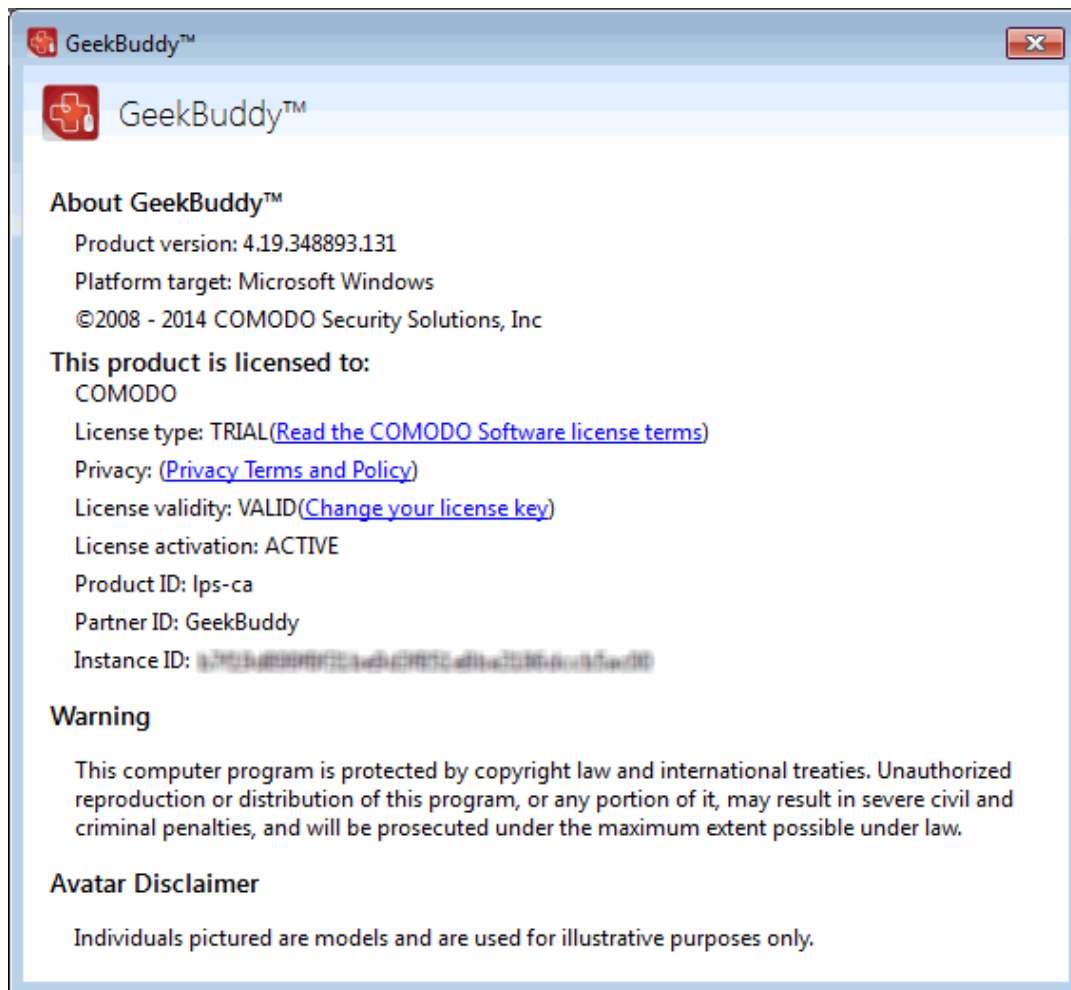 GeekBuddy™
GeekBuddy™
About GeekBuddy™
Product version: 4.19.348893.131
Platform target: Microsoft Windows
©2008 - 2014 COMODO Security Solutions, Inc
This product is licensed to:
COMODO
License type: TRIAL(Read the COMODO Software license terms)
Privacy: (Privacy Terms and Policy)
License validity: VALID(Change your license key)
License activation: ACTIVE
Product ID: lps-ca
Partner ID: GeekBuddy
Instance ID:
Warning
This computer program is protected by copyright law and international treaties. Unauthorized
reproduction or distribution of this program, or any portion of it, may result in severe civil and
criminal penalties, and will be prosecuted under the maximum extent possible under law.
Avatar Disclaimer
Individuals pictured are models and are used for illustrative purposes only.